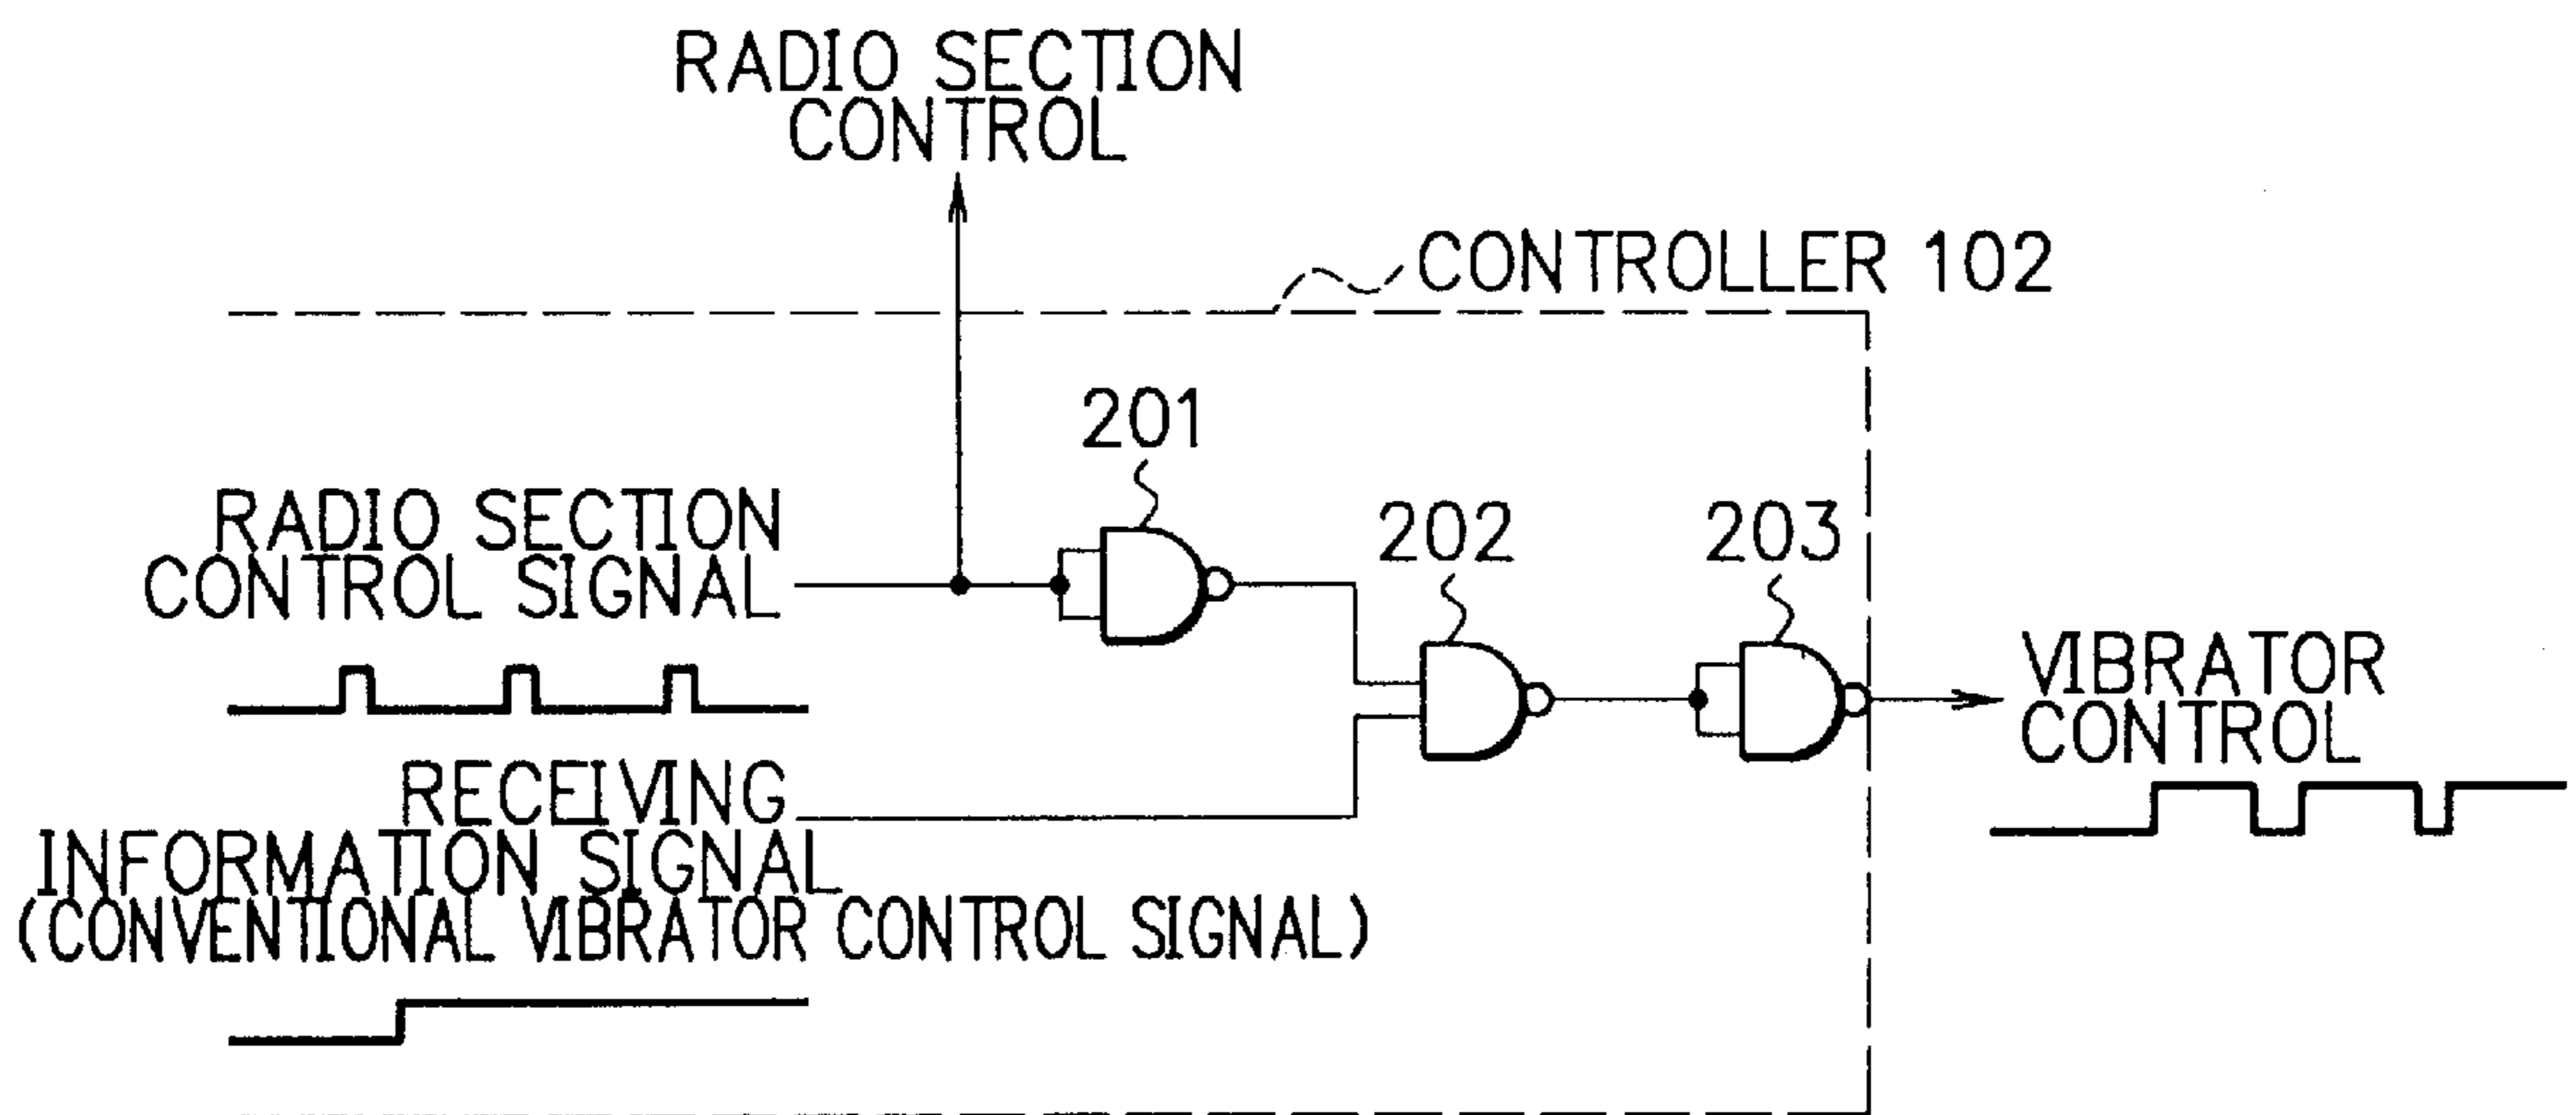 RADIO SECTION
CONTROL
CONTROLLER 102
201
RADIO SECTION
CONTROL SIGNAL
202
203
VIBRATOR
CONTROL
RECEIVING
INFORMATION SIGNAL
(CONVENTIONAL VIBRATOR CONTROL SIGNAL)